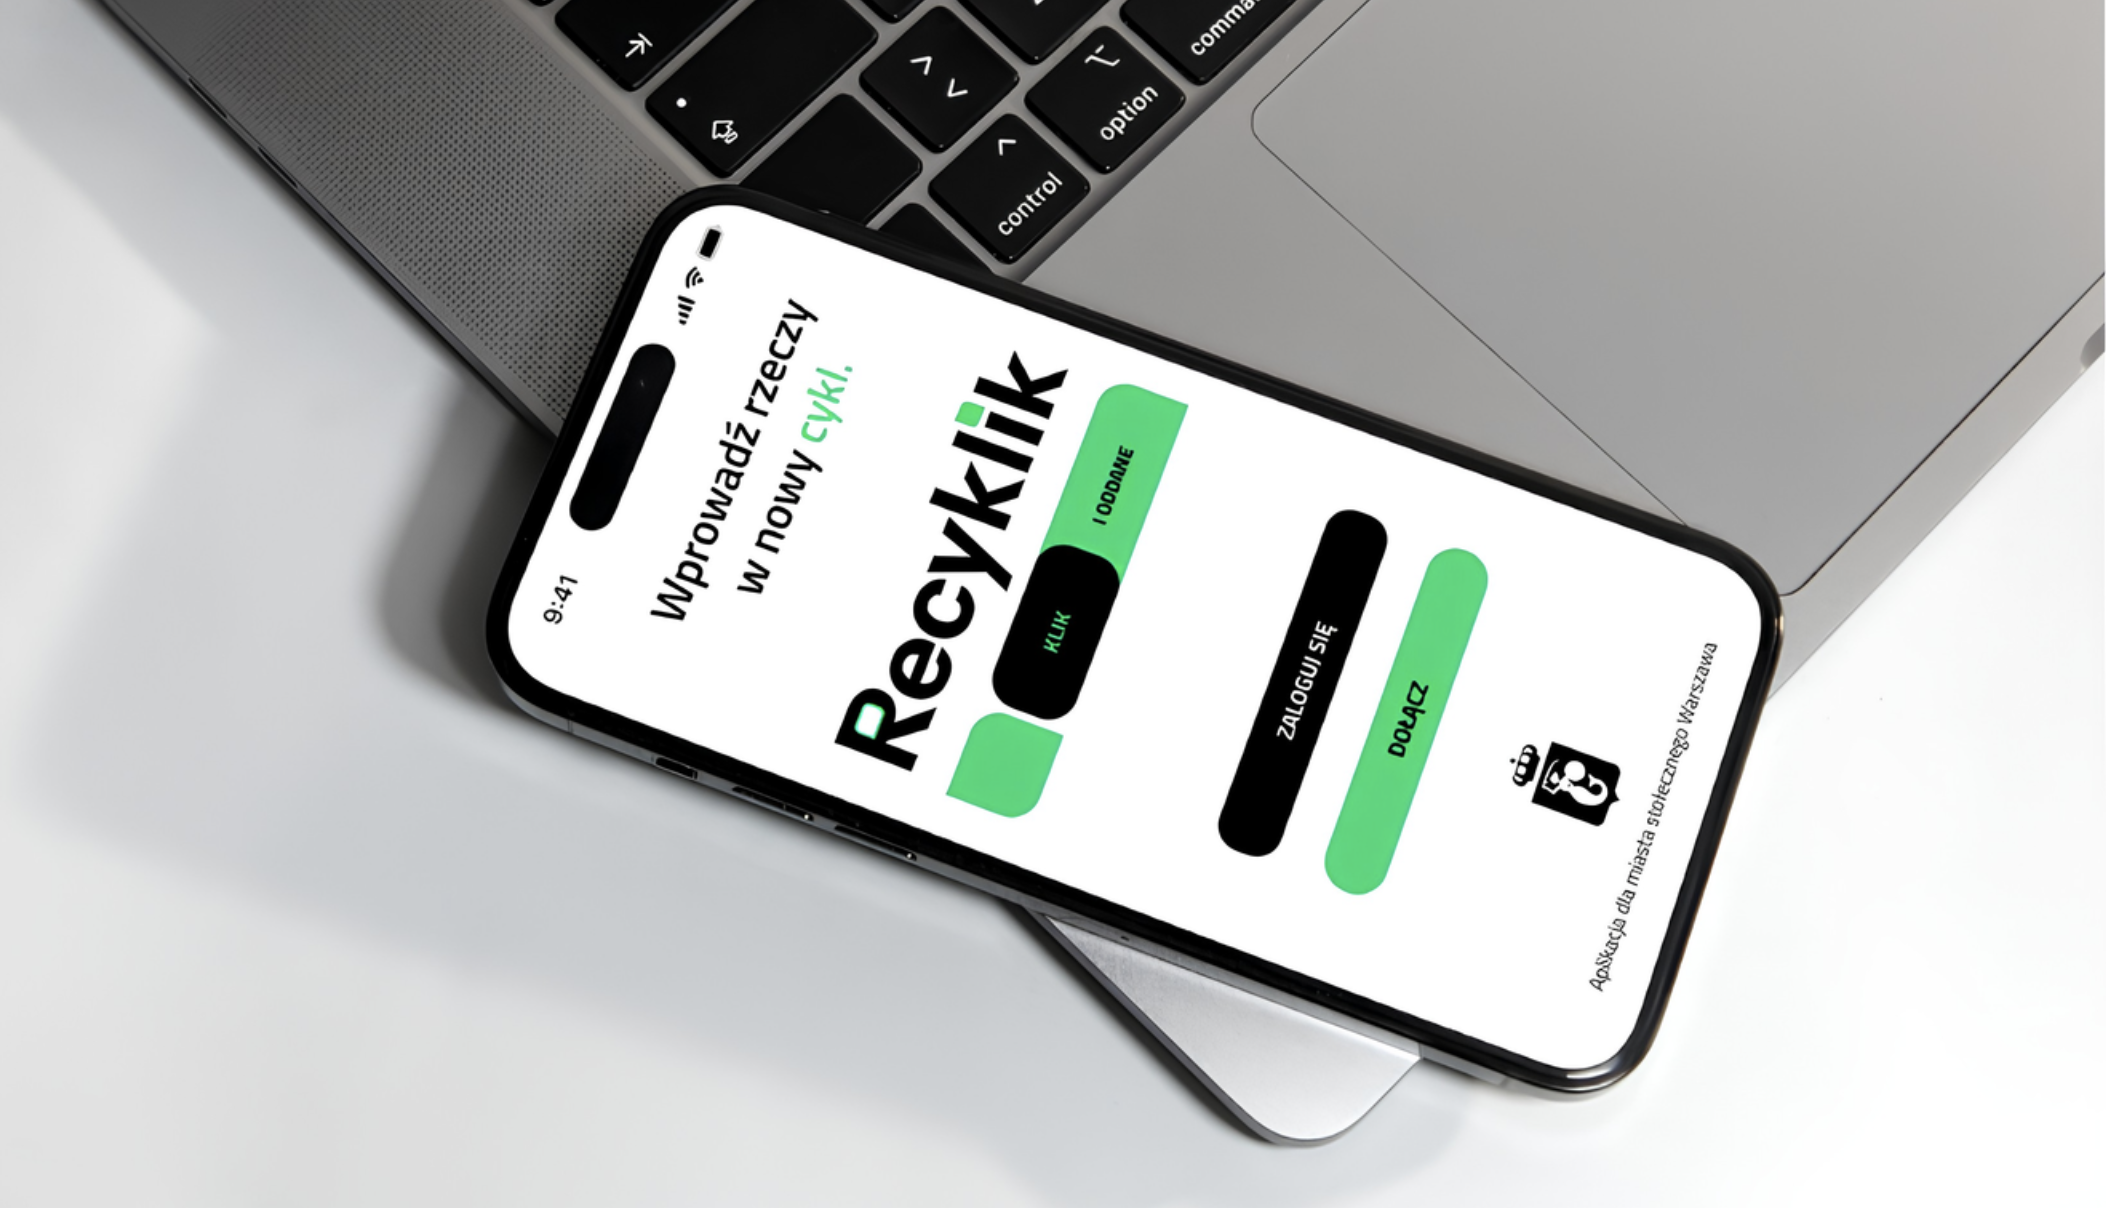 command
option
control
9:41
Wprowadź rzeczy
w nowy cykl.
Recyklik
KLIK
I ODDANE
ZALOGUJ SIĘ
DOŁĄCZ
Aplikacja dla miasta stołecznego Warszawa